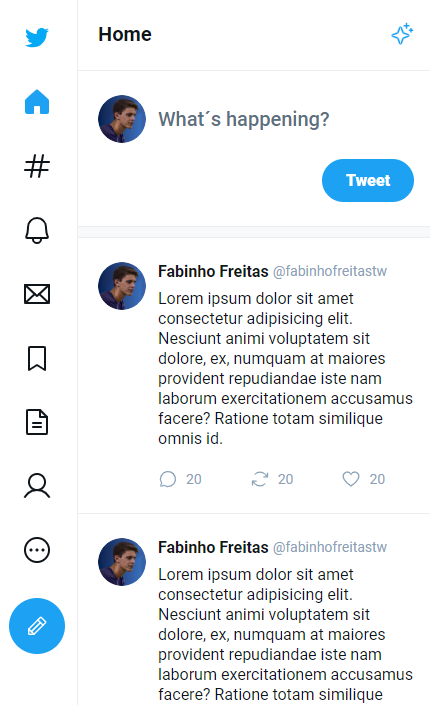 Home
What´s happening?
Tweet
Fabinho Freitas @fabinhofreitastw
Lorem ipsum dolor sit amet
consectetur adipisicing elit.
Nesciunt animi voluptatem sit
dolore, ex, numquam at maiores
provident repudiandae iste nam
laborum exercitationem accusamus
facere? Ratione totam similique
omnis id.
20 20 20
Fabinho Freitas @fabinhofreitastw
Lorem ipsum dolor sit amet
consectetur adipisicing elit.
Nesciunt animi voluptatem sit
dolore, ex, numquam at maiores
provident repudiandae iste nam
laborum exercitationem accusamus
facere? Ratione totam similique